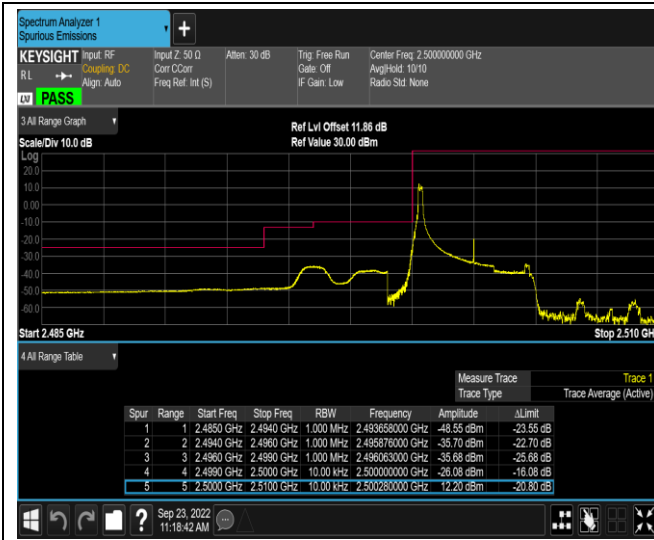 Spectrum Analyzer 1
Spurious Emissions
+
KEYSIGHT Input: RF Input Z: 50 Ω Atten: 30 dB Trig: Free Run Center Freq: 2.500000000 GHz
RL Coupling: DC Corr CCorr Gate: Off Avg|Hold: 10/10
Align: Auto Freq Ref: Int (S) IF Gain: Low Radio Std: None
LXI PASS
3 All Range Graph
Ref Lvl Offset 11.86 dB
Scale/Div 10.0 dB Ref Value 30.00 dBm
Log
20.0
10.0
0.00
-10.0
-20.0
-30.0
-40.0
-50.0
-60.0
Start 2.485 GHz Stop 2.510 GH
4 All Range Table
Measure Trace Trace 1
Trace Type Trace Average (Active)
Spur Range Start Freq Stop Freq RBW Frequency Amplitude ΔLimit
1 1 2.4850 GHz 2.4940 GHz 1.000 MHz 2.493658000 GHz -48.55 dBm -23.55 dB
2 2 2.4940 GHz 2.4960 GHz 1.000 MHz 2.495876000 GHz -35.70 dBm -22.70 dB
3 3 2.4960 GHz 2.4990 GHz 1.000 MHz 2.496063000 GHz -35.68 dBm -25.68 dB
4 4 2.4990 GHz 2.5000 GHz 10.00 kHz 2.500000000 GHz -26.08 dBm -16.08 dB
5 5 2.5000 GHz 2.5100 GHz 10.00 kHz 2.500280000 GHz 12.20 dBm -20.80 dB
? Sep 23, 2022
11:18:42 AM